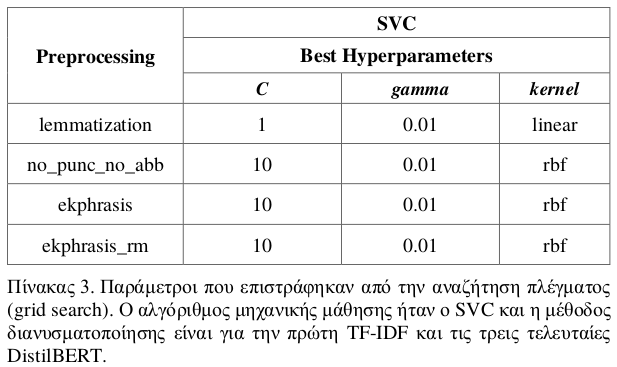 SVC
Preprocessing
Best Hyperparameters
C gamma kernel
lemmatization 1 0.01 linear
no_punc_no_abb 10 0.01 rbf
ekphrasis 10 0.01 rbf
ekphrasis_rm 10 0.01 rbf
Πίνακας 3. Παράμετροι που επιστράφηκαν από την αναζήτηση πλέγματος
(grid search). Ο αλγόριθμος μηχανικής μάθησης ήταν ο SVC και η μέθοδος
διανυσματοποίησης είναι για την πρώτη TF-IDF και τις τρεις τελευταίες
DistilBERT.